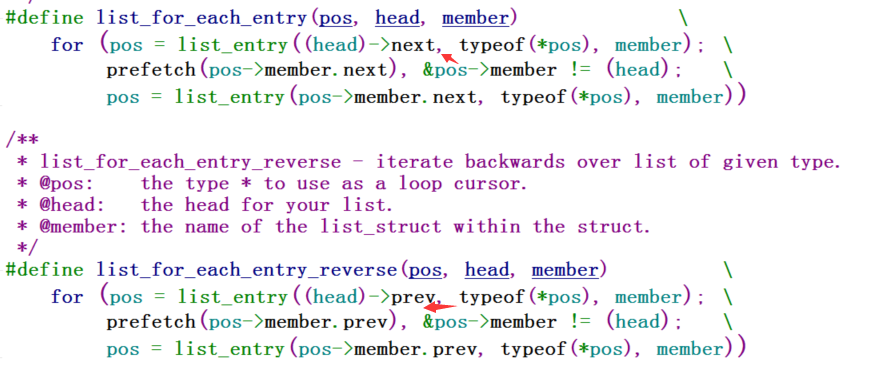 #define list_for_each_entry(pos, head, member) \
for (pos = list_entry((head)->next, typeof(*pos), member); \
prefetch(pos->member.next), &pos->member != (head); \
pos = list_entry(pos->member.next, typeof(*pos), member))
/**
* list_for_each_entry_reverse - iterate backwards over list of given type.
* @pos: the type * to use as a loop cursor.
* @head: the head for your list.
* @member: the name of the list_struct within the struct.
*/
#define list_for_each_entry_reverse(pos, head, member) \
for (pos = list_entry((head)->prev, typeof(*pos), member); \
prefetch(pos->member.prev), &pos->member != (head); \
pos = list_entry(pos->member.prev, typeof(*pos), member))